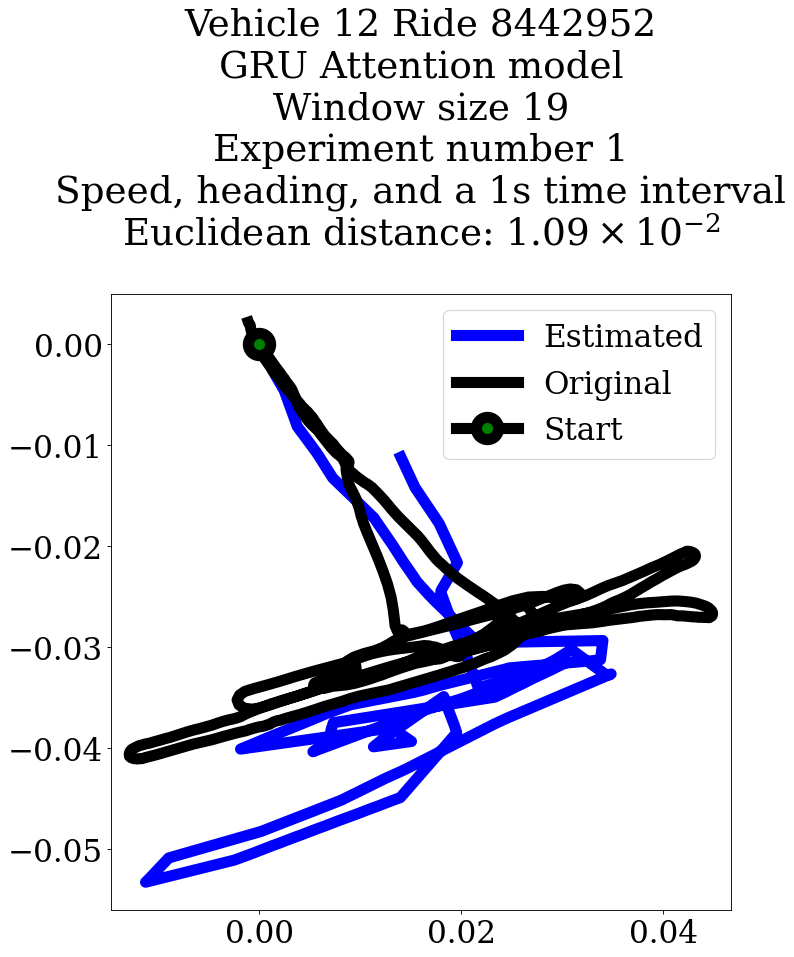 Vehicle 12 Ride 8442952
GRU Attention model
Window size 19
Experiment number 1
Speed, heading, and a 1s time interval
Euclidean distance: 1.09 × 10⁻²
Estimated
Original
Start
0.00
−0.01
−0.02
−0.03
−0.04
−0.05
0.00 0.02 0.04